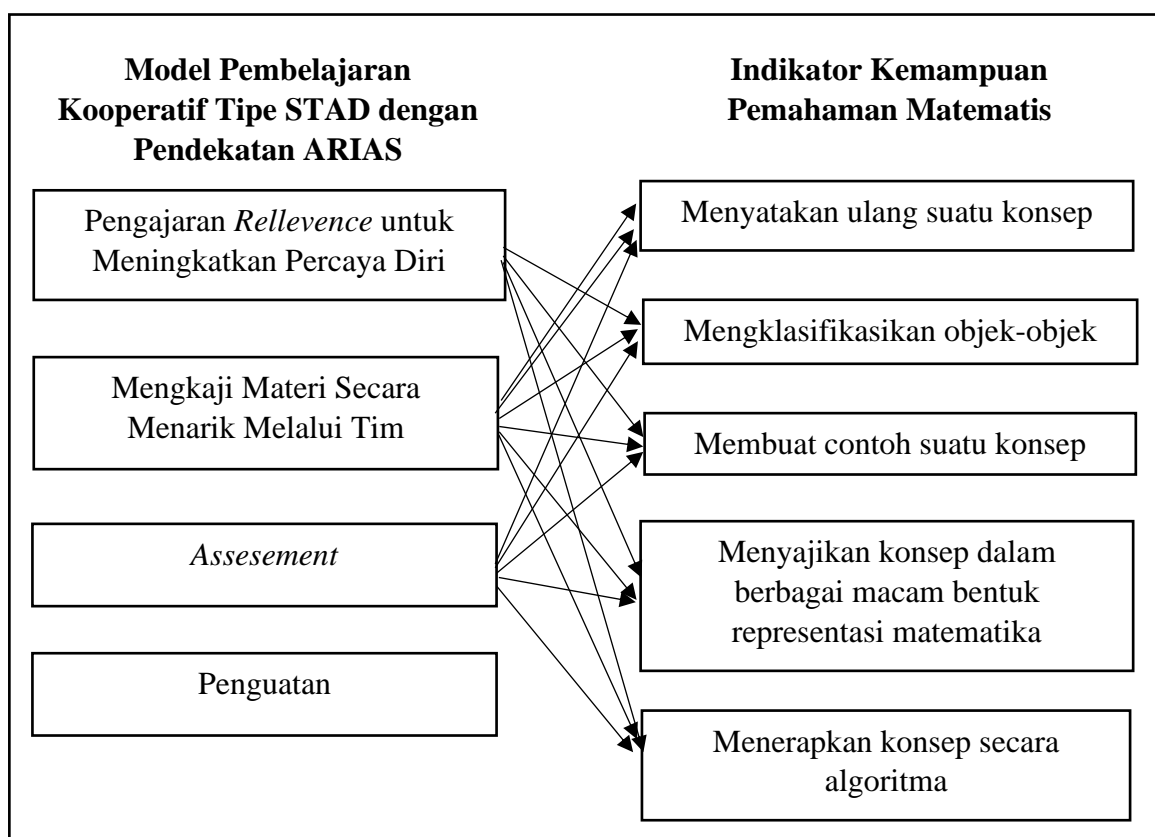 Model Pembelajaran
Kooperatif Tipe STAD dengan
Pendekatan ARIAS
Pengajaran Rellevence untuk
Meningkatkan Percaya Diri
Mengkaji Materi Secara
Menarik Melalui Tim
Assesement
Penguatan
Indikator Kemampuan
Pemahaman Matematis
Menyatakan ulang suatu konsep
Mengklasifikasikan objek-objek
Membuat contoh suatu konsep
Menyajikan konsep dalam
berbagai macam bentuk
representasi matematika
Menerapkan konsep secara
algoritma